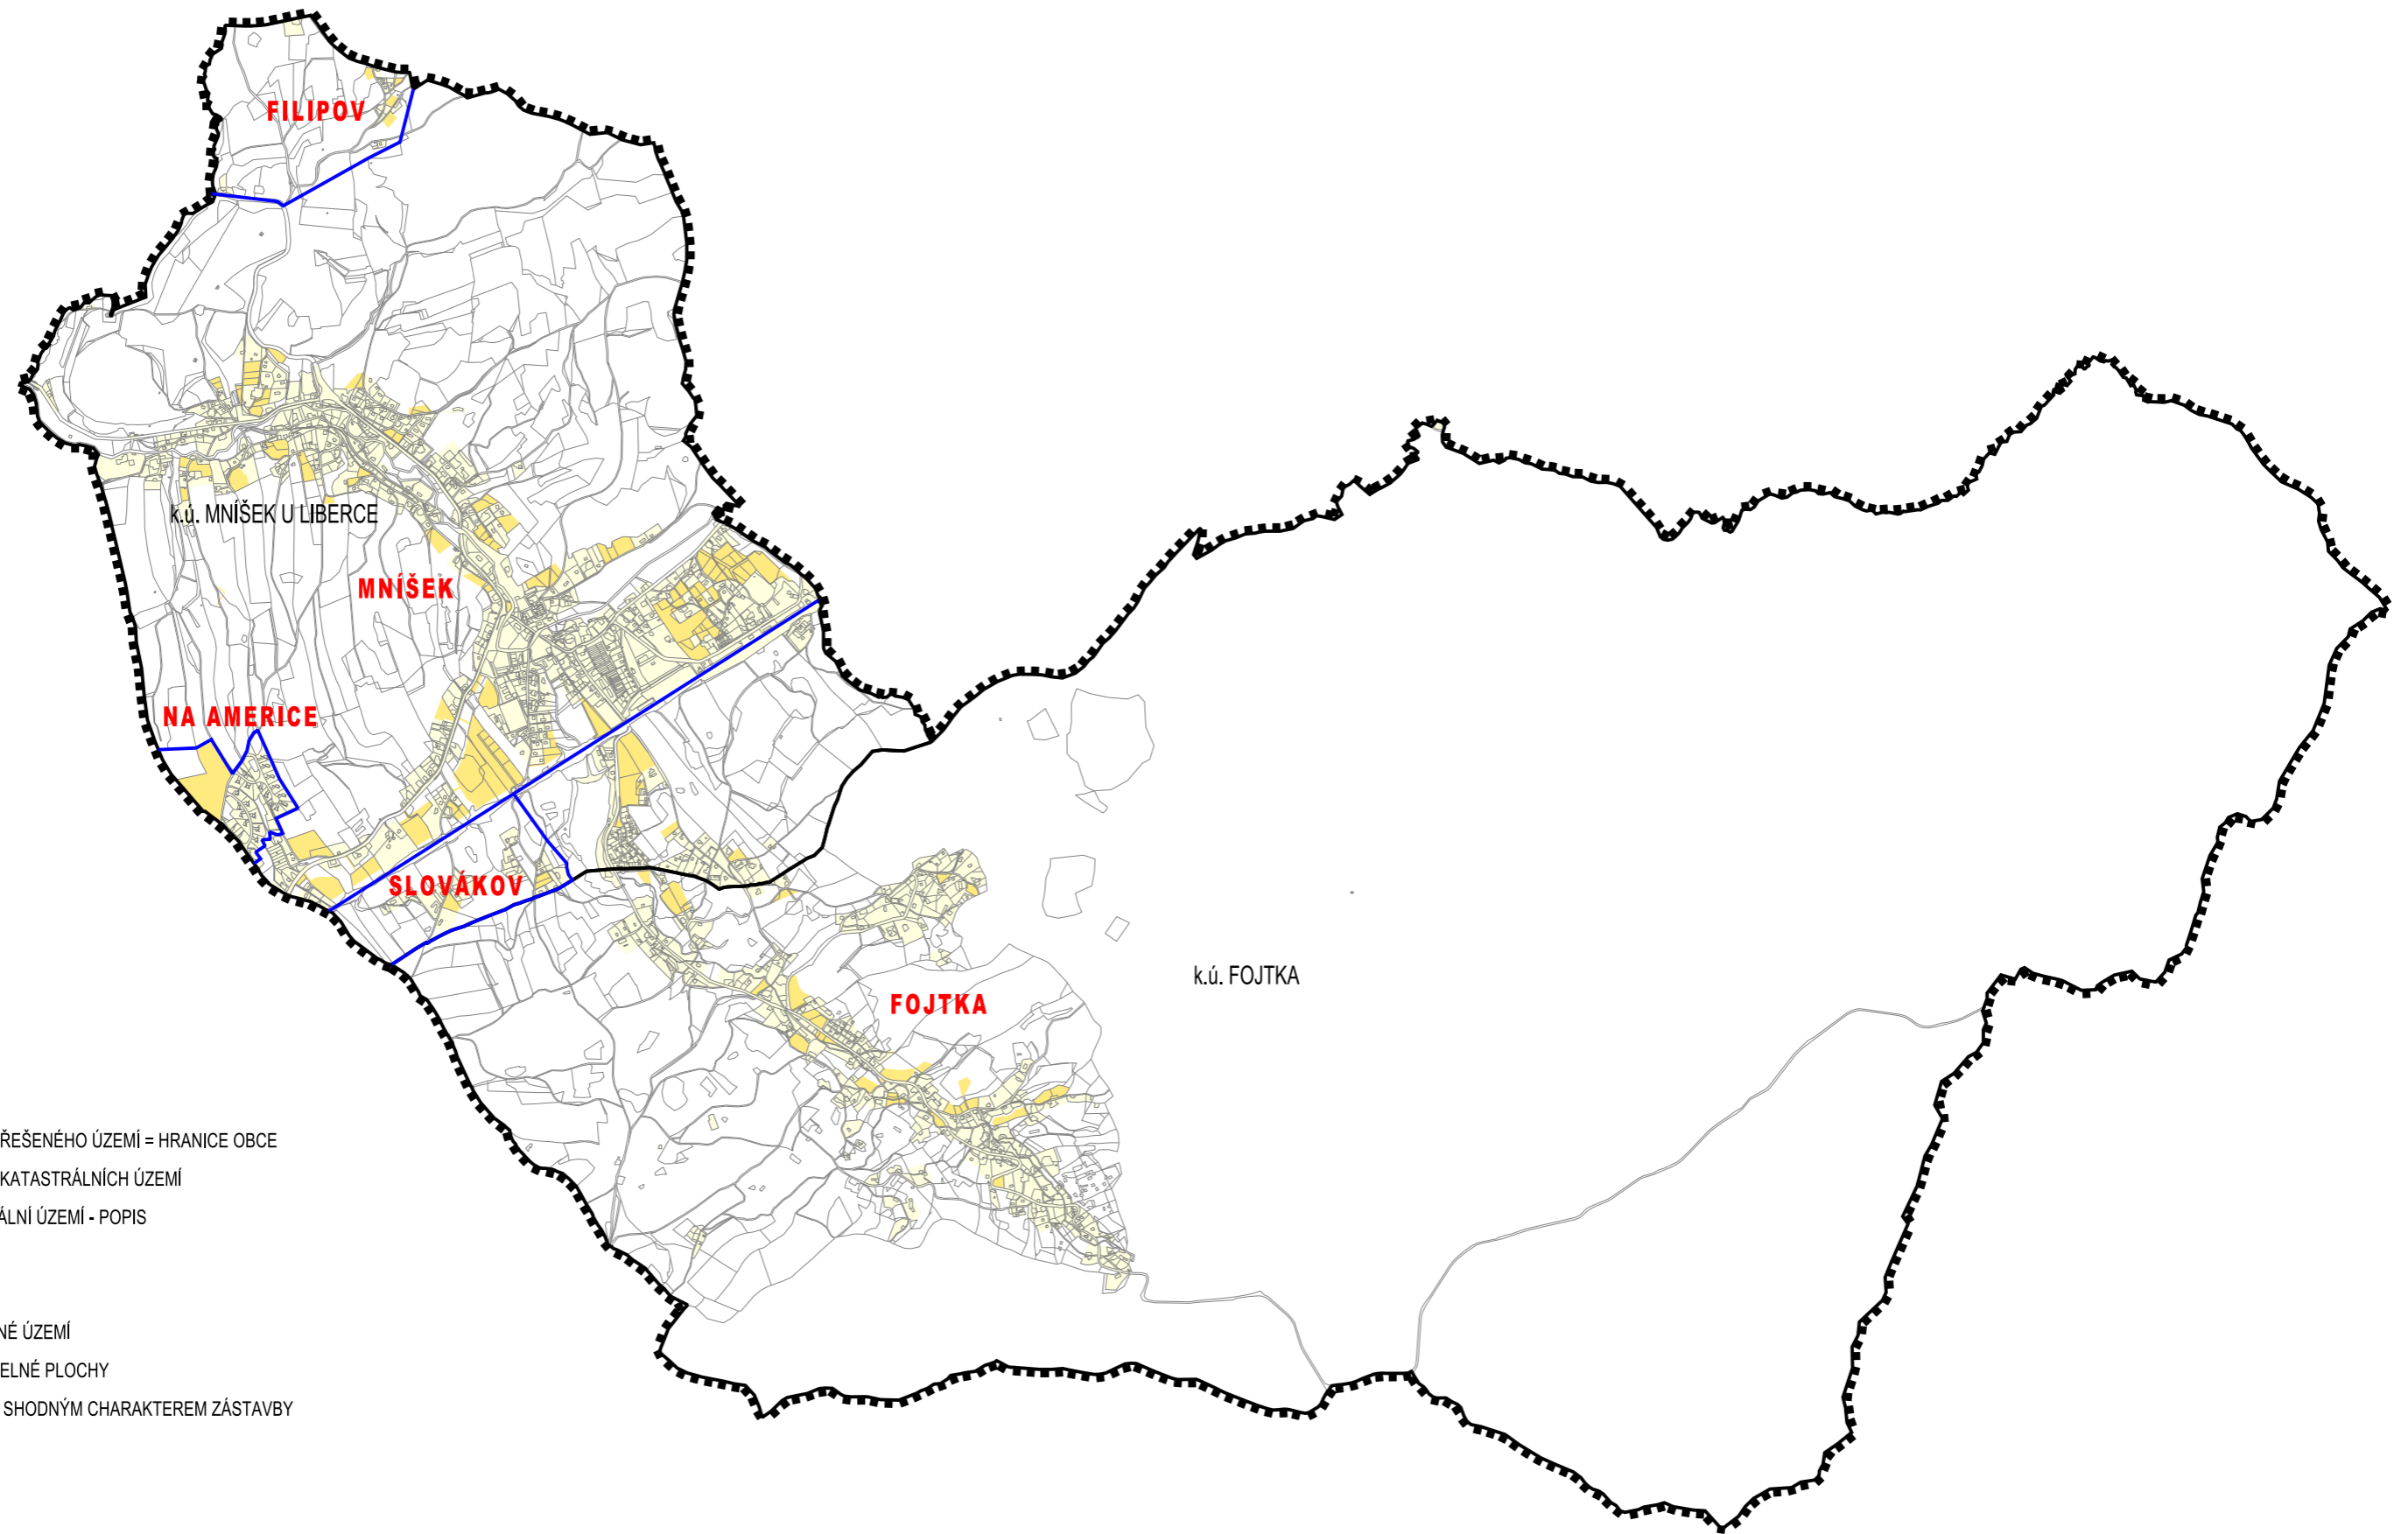 FILIPOV
k.ú. MNÍŠEK U LIBERCE
MNÍŠEK
NA AMERICE
SLOVÁKOV
k.ú. FOJTKA
FOJTKA
ŘEŠENÉHO ÚZEMÍ = HRANICE OBCE
KATASTRÁLNÍCH ÚZEMÍ
ÁLNÍ ÚZEMÍ - POPIS
NÉ ÚZEMÍ
ELNÉ PLOCHY
SHODNÝM CHARAKTEREM ZÁSTAVBY